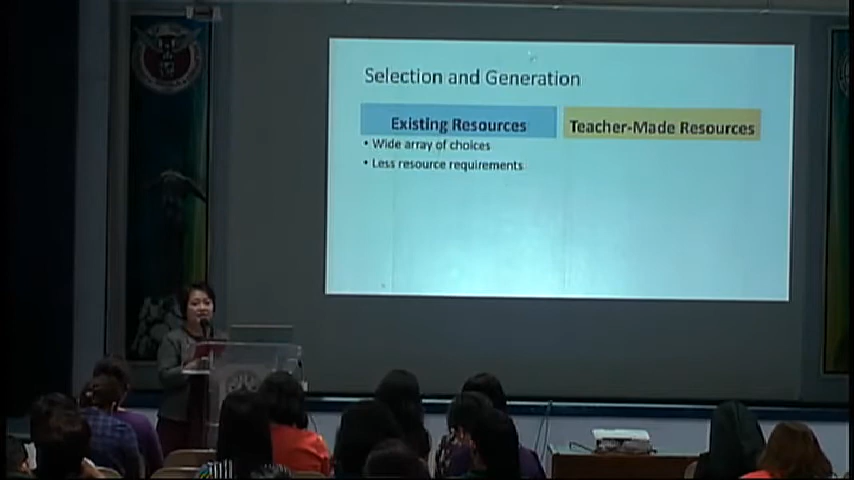 Selection and Generation
Existing Resources
Teacher-Made Resources
• Wide array of choices
• Less resource requirements